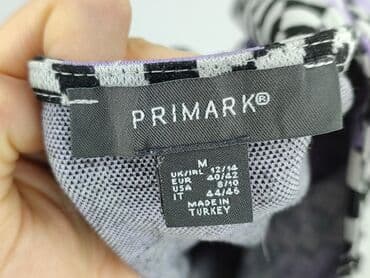 PRIMARK®
M
UK/IRL 12/14
EUR 40/42
USA 8/10
IT 44/46
MADE IN
TURKEY